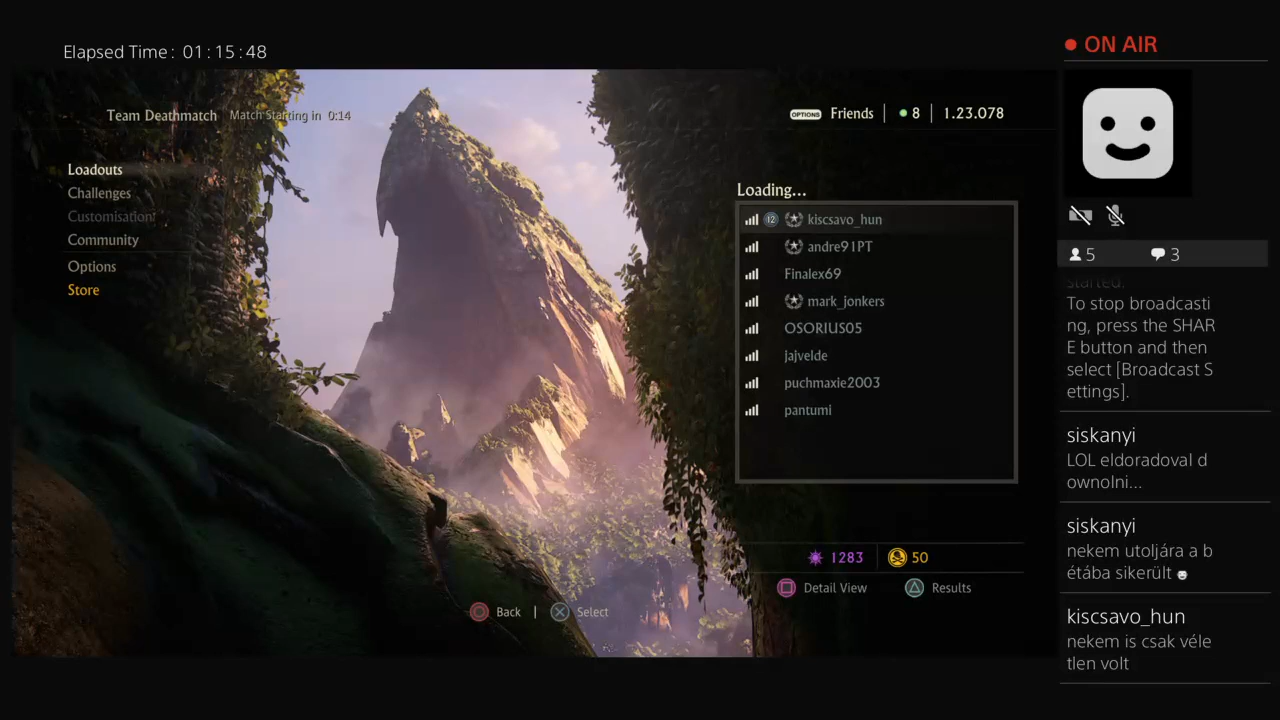 Elapsed Time: 01:15:48
ON AIR
Team Deathmatch Match Starting in 0:14
OPTIONS Friends 8 1.23.078
Loadouts
Challenges
Customisation!
Community
Options
Store
Loading...
12 kiscsavo_hun
andre91PT
Finalex69
mark_jonkers
OSORIUS05
jajvelde
puchmaxie2003
pantumi
1283 50
Detail View Results
Back Select
5 3
started.
To stop broadcasti
ng, press the SHAR
E button and then
select [Broadcast S
ettings].
siskanyi
LOL eldoradoval d
ownolni...
siskanyi
nekem utoljára a b
étába sikerült
kiscsavo_hun
nekem is csak véle
tlen volt